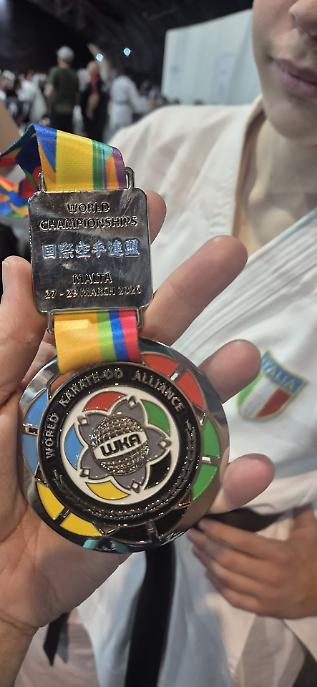 WORLD
CHAMPIONSHIPS
国際空手連盟
MALTA
27 - 29 MARCH 2026
WORLD KARATE-DO ALLIANCE
WKA
ITALIA